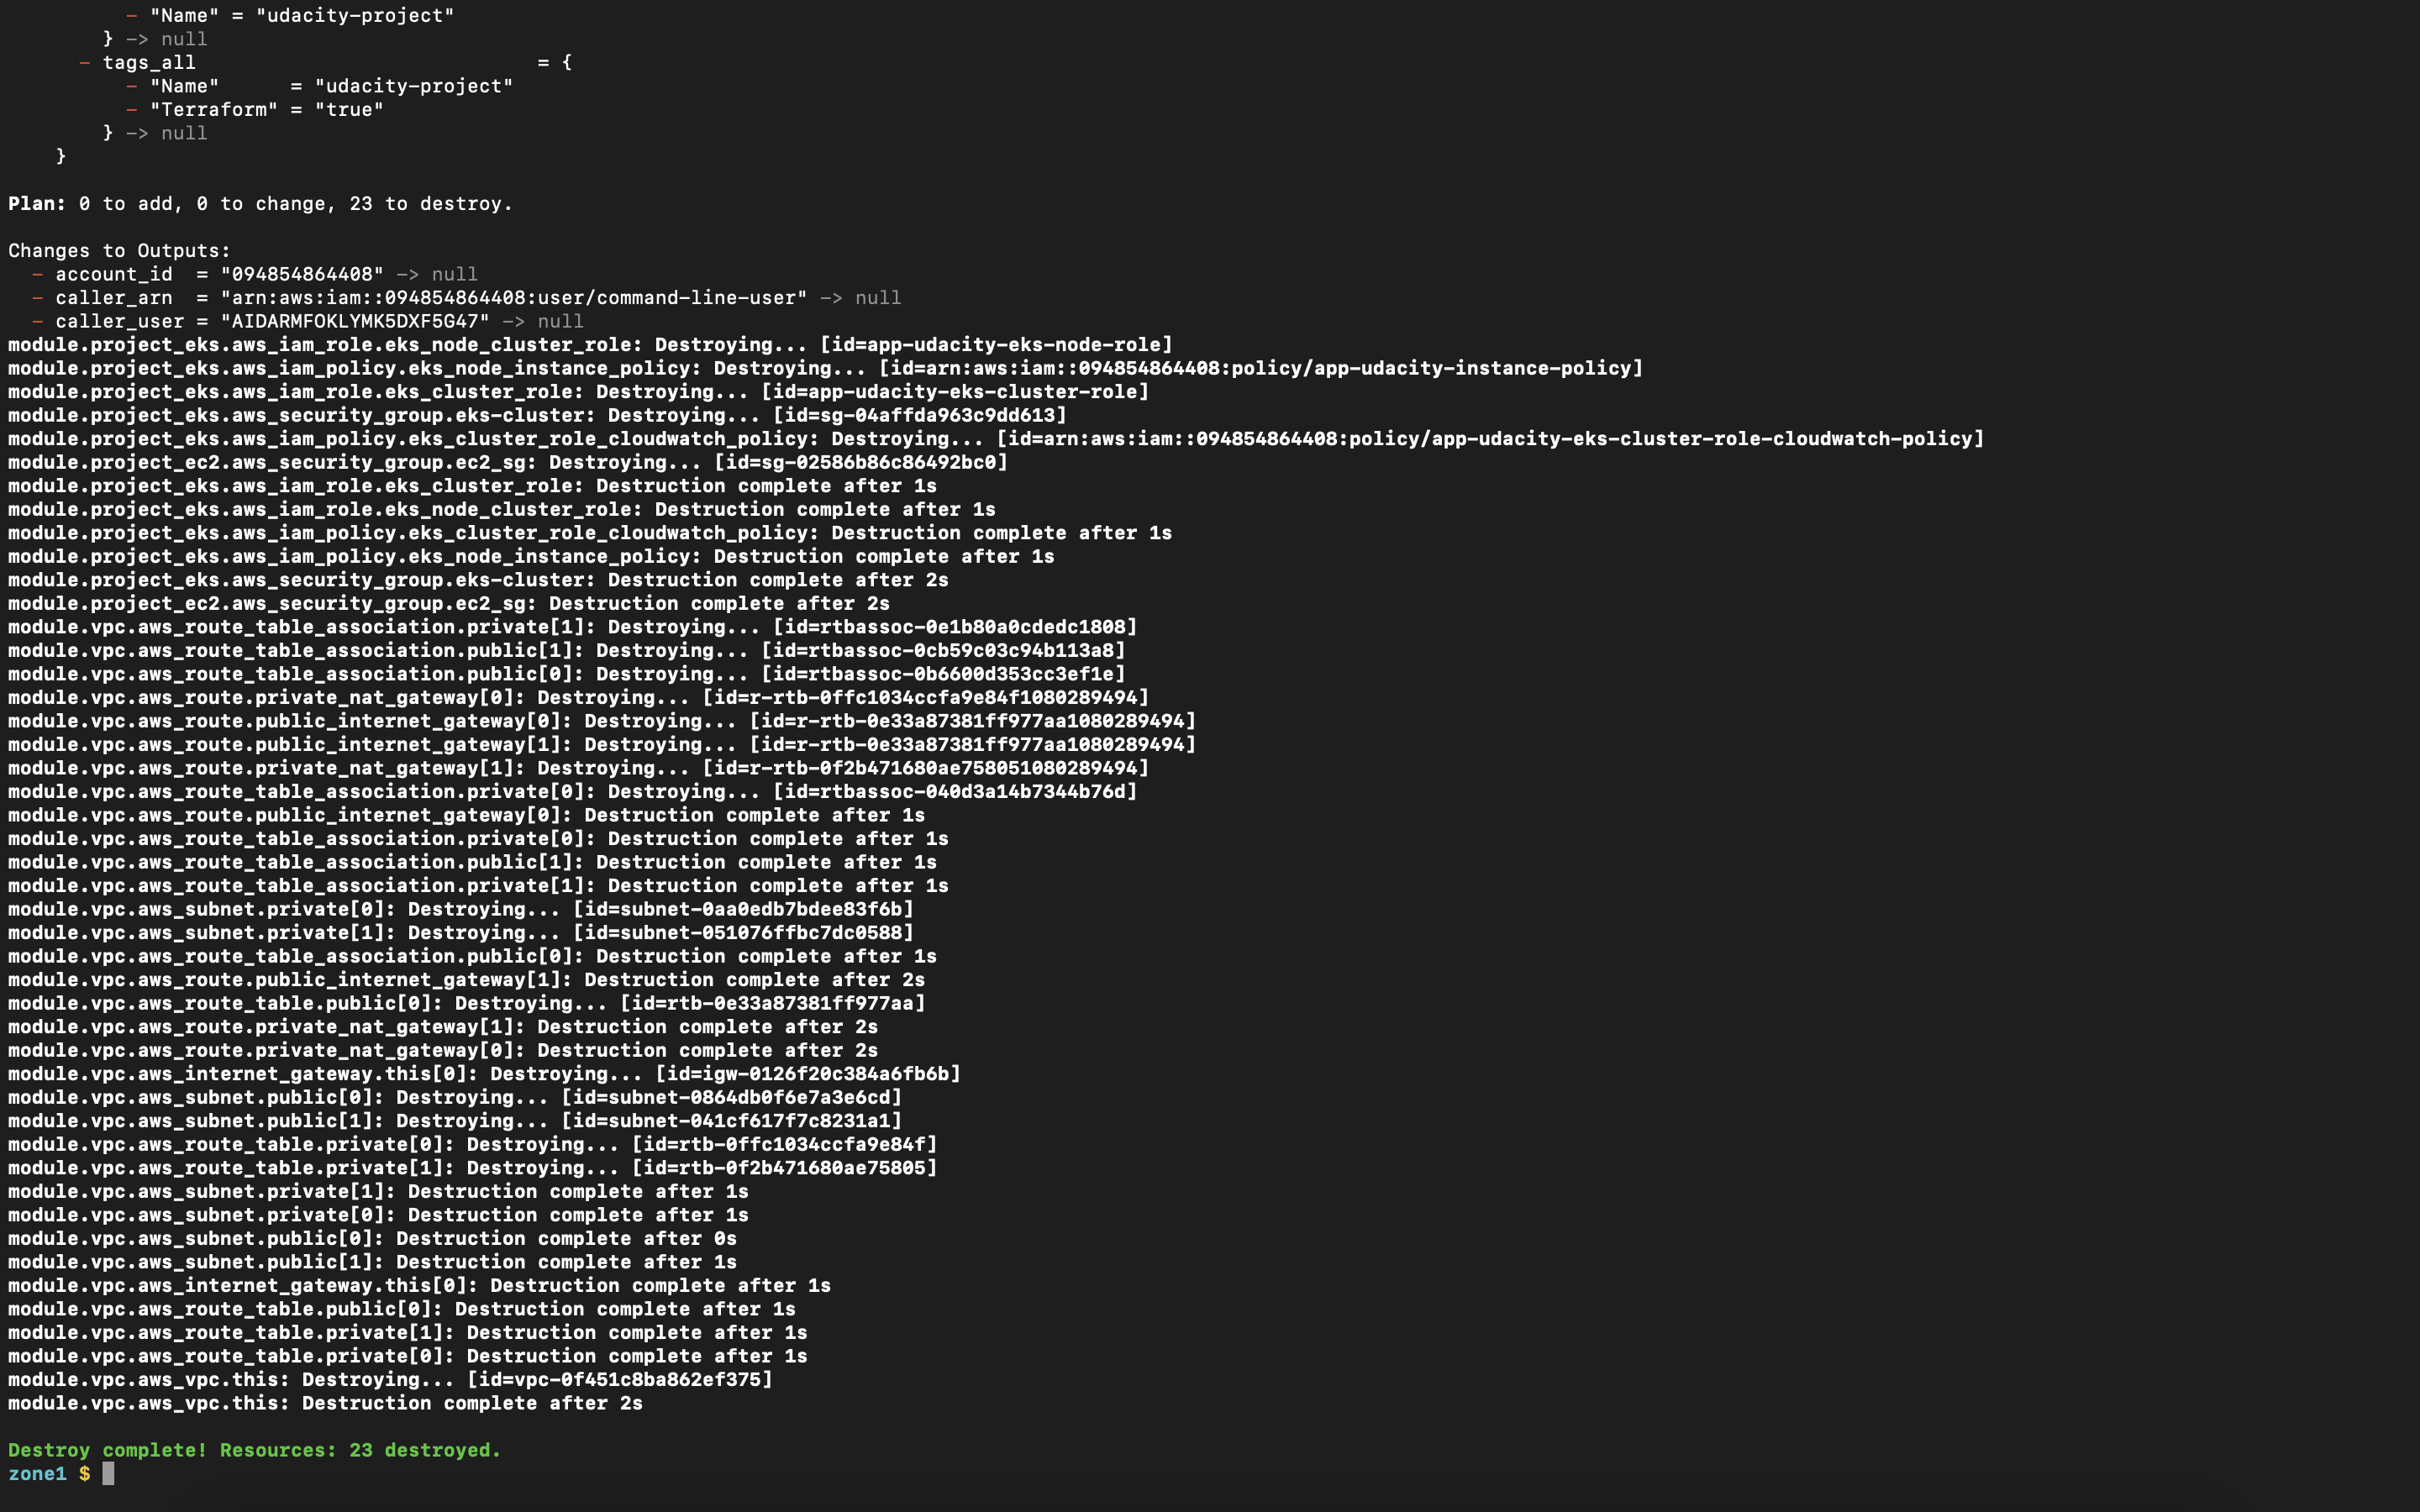 - "Name" = "udacity-project"
} -> null
- tags_all = {
- "Name" = "udacity-project"
- "Terraform" = "true"
} -> null
}
Plan: 0 to add, 0 to change, 23 to destroy.
Changes to Outputs:
- account_id = "094854864408" -> null
- caller_arn = "arn:aws:iam::094854864408:user/command-line-user" -> null
- caller_user = "AIDARMFOKLYMK5DXF5G47" -> null
module.project_eks.aws_iam_role.eks_node_cluster_role: Destroying... [id=app-udacity-eks-node-role]
module.project_eks.aws_iam_policy.eks_node_instance_policy: Destroying... [id=arn:aws:iam::094854864408:policy/app-udacity-instance-policy]
module.project_eks.aws_iam_role.eks_cluster_role: Destroying... [id=app-udacity-eks-cluster-role]
module.project_eks.aws_security_group.eks-cluster: Destroying... [id=sg-04affda963c9dd613]
module.project_eks.aws_iam_policy.eks_cluster_role_cloudwatch_policy: Destroying... [id=arn:aws:iam::094854864408:policy/app-udacity-eks-cluster-role-cloudwatch-policy]
module.project_ec2.aws_security_group.ec2_sg: Destroying... [id=sg-02586b86c86492bc0]
module.project_eks.aws_iam_role.eks_cluster_role: Destruction complete after 1s
module.project_eks.aws_iam_role.eks_node_cluster_role: Destruction complete after 1s
module.project_eks.aws_iam_policy.eks_cluster_role_cloudwatch_policy: Destruction complete after 1s
module.project_eks.aws_iam_policy.eks_node_instance_policy: Destruction complete after 1s
module.project_eks.aws_security_group.eks-cluster: Destruction complete after 2s
module.project_ec2.aws_security_group.ec2_sg: Destruction complete after 2s
module.vpc.aws_route_table_association.private[1]: Destroying... [id=rtbassoc-0e1b80a0cdedc1808]
module.vpc.aws_route_table_association.public[1]: Destroying... [id=rtbassoc-0cb59c03c94b113a8]
module.vpc.aws_route_table_association.public[0]: Destroying... [id=rtbassoc-0b6600d353cc3ef1e]
module.vpc.aws_route.private_nat_gateway[0]: Destroying... [id=r-rtb-0ffc1034ccfa9e84f1080289494]
module.vpc.aws_route.public_internet_gateway[0]: Destroying... [id=r-rtb-0e33a87381ff977aa1080289494]
module.vpc.aws_route.public_internet_gateway[1]: Destroying... [id=r-rtb-0e33a87381ff977aa1080289494]
module.vpc.aws_route.private_nat_gateway[1]: Destroying... [id=r-rtb-0f2b471680ae758051080289494]
module.vpc.aws_route_table_association.private[0]: Destroying... [id=rtbassoc-040d3a14b7344b76d]
module.vpc.aws_route.public_internet_gateway[0]: Destruction complete after 1s
module.vpc.aws_route_table_association.private[0]: Destruction complete after 1s
module.vpc.aws_route_table_association.public[1]: Destruction complete after 1s
module.vpc.aws_route_table_association.private[1]: Destruction complete after 1s
module.vpc.aws_subnet.private[0]: Destroying... [id=subnet-0aa0edb7bdee83f6b]
module.vpc.aws_subnet.private[1]: Destroying... [id=subnet-051076ffbc7dc0588]
module.vpc.aws_route_table_association.public[0]: Destruction complete after 1s
module.vpc.aws_route.public_internet_gateway[1]: Destruction complete after 2s
module.vpc.aws_route_table.public[0]: Destroying... [id=rtb-0e33a87381ff977aa]
module.vpc.aws_route.private_nat_gateway[1]: Destruction complete after 2s
module.vpc.aws_route.private_nat_gateway[0]: Destruction complete after 2s
module.vpc.aws_internet_gateway.this[0]: Destroying... [id=igw-0126f20c384a6fb6b]
module.vpc.aws_subnet.public[0]: Destroying... [id=subnet-0864db0f6e7a3e6cd]
module.vpc.aws_subnet.public[1]: Destroying... [id=subnet-041cf617f7c8231a1]
module.vpc.aws_route_table.private[0]: Destroying... [id=rtb-0ffc1034ccfa9e84f]
module.vpc.aws_route_table.private[1]: Destroying... [id=rtb-0f2b471680ae75805]
module.vpc.aws_subnet.private[1]: Destruction complete after 1s
module.vpc.aws_subnet.private[0]: Destruction complete after 1s
module.vpc.aws_subnet.public[0]: Destruction complete after 0s
module.vpc.aws_subnet.public[1]: Destruction complete after 1s
module.vpc.aws_internet_gateway.this[0]: Destruction complete after 1s
module.vpc.aws_route_table.public[0]: Destruction complete after 1s
module.vpc.aws_route_table.private[1]: Destruction complete after 1s
module.vpc.aws_route_table.private[0]: Destruction complete after 1s
module.vpc.aws_vpc.this: Destroying... [id=vpc-0f451c8ba862ef375]
module.vpc.aws_vpc.this: Destruction complete after 2s
Destroy complete! Resources: 23 destroyed.
zone1 $